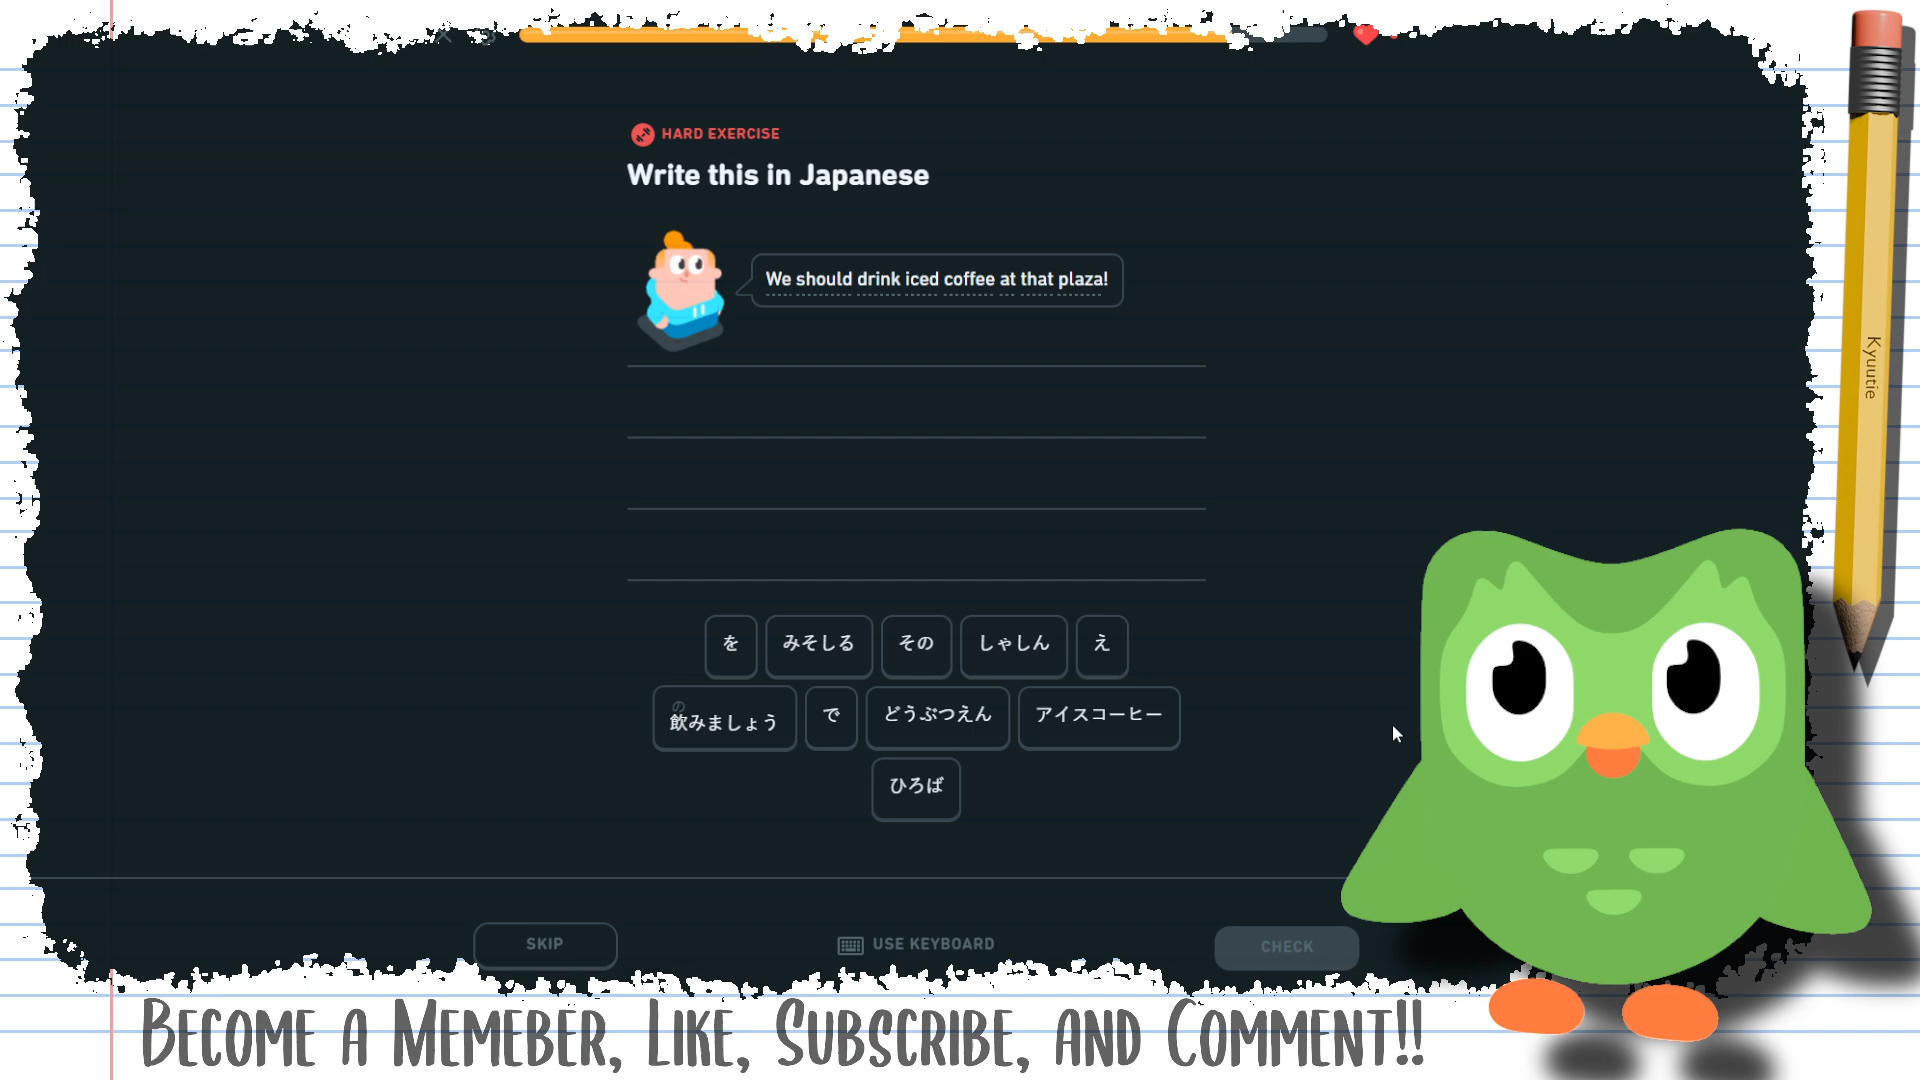 HARD EXERCISE
Write this in Japanese
We should drink iced coffee at that plaza!
を みそしる その しゃしん え
の
飲みましょう で どうぶつえん アイスコーヒー
ひろば
SKIP USE KEYBOARD CHECK
Kyuutie
BECOME A MEMEBER, LIKE, SUBSCRIBE, AND COMMENT!!